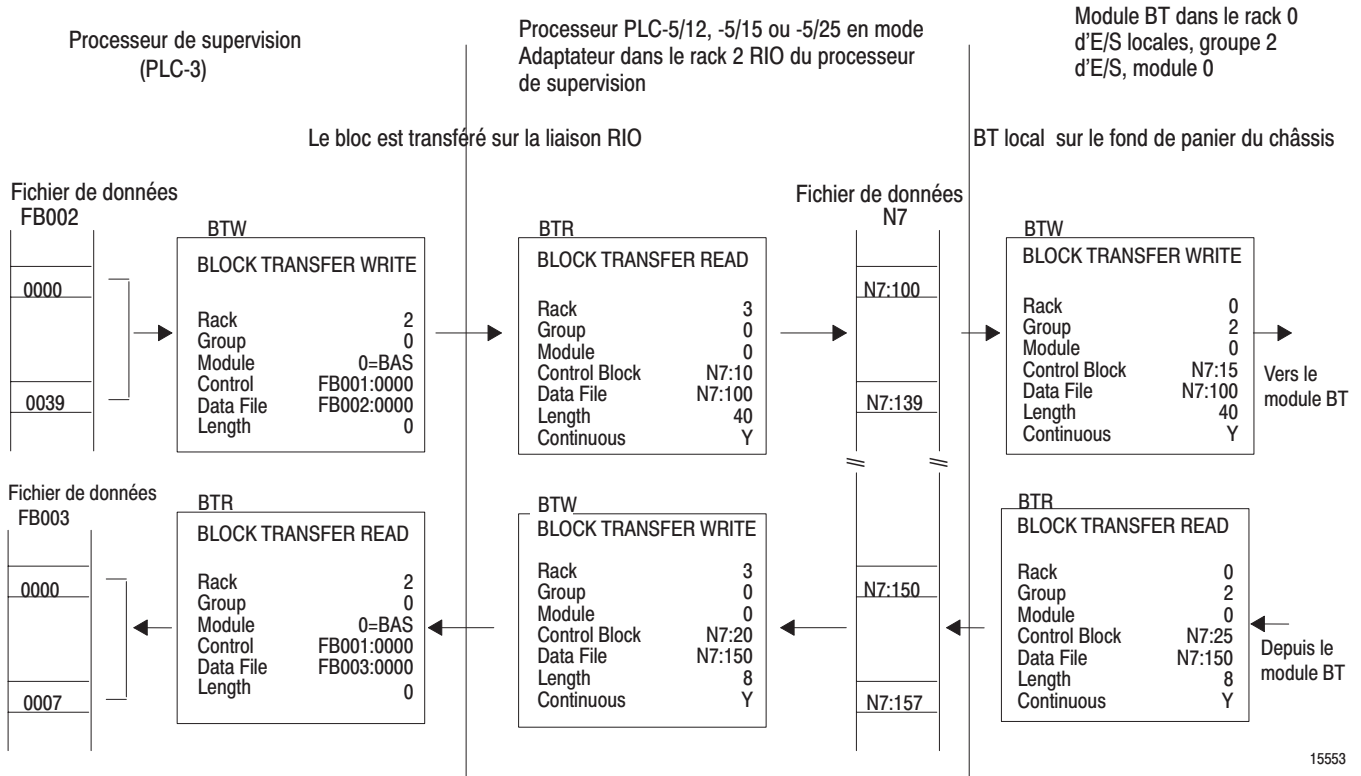 Processeur de supervision
(PLC-3)
Processeur PLC-5/12, -5/15 ou -5/25 en mode
Adaptateur dans le rack 2 RIO du processeur
de supervision
Module BT dans le rack 0
d'E/S locales, groupe 2
d'E/S, module 0
Le bloc est transféré sur la liaison RIO
BT local sur le fond de panier du châssis
Fichier de données
FB002
0000
0039
BTW
BLOCK TRANSFER WRITE
Rack 2
Group 0
Module 0=BAS
Control FB001:0000
Data File FB002:0000
Length 0
BTR
BLOCK TRANSFER READ
Rack 3
Group 0
Module 0
Control Block N7:10
Data File N7:100
Length 40
Continuous Y
Fichier de données
N7
N7:100
N7:139
BTW
BLOCK TRANSFER WRITE
Rack 0
Group 2
Module 0
Control Block N7:15
Data File N7:100
Length 40
Continuous Y
Vers le
module BT
Fichier de données
FB003
0000
0007
BTR
BLOCK TRANSFER READ
Rack 2
Group 0
Module 0=BAS
Control FB001:0000
Data File FB003:0000
Length 0
BTW
BLOCK TRANSFER WRITE
Rack 3
Group 0
Module 0
Control Block N7:20
Data File N7:150
Length 8
Continuous Y
N7:150
N7:157
BTR
BLOCK TRANSFER READ
Rack 0
Group 2
Module 0
Control Block N7:25
Data File N7:150
Length 8
Continuous Y
Depuis le
module BT
15553